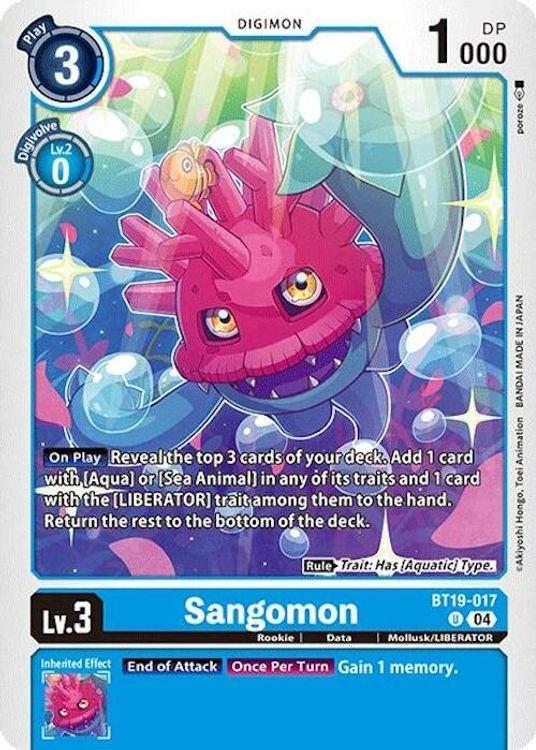 Play
3
DIGIMON
1000
DP
Digivolve
Lv.2
0
poroze
On Play Reveal the top 3 cards of your deck. Add 1 card
with [Aqua] or [Sea Animal] in any of its traits and 1 card
with the [LIBERATOR] trait among them to the hand.
Return the rest to the bottom of the deck.
Rule Trait: Has [Aquatic] Type.
©Akiyoshi Hongo, Toei Animation BANDAI MADE IN JAPAN
Lv.3
Sangomon
BT19-017
U 04
Rookie | Data | Mollusk/LIBERATOR
Inherited Effect
End of Attack Once Per Turn Gain 1 memory.